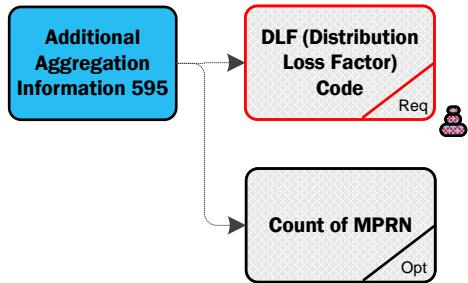 Additional
Aggregation
Information 595
DLF (Distribution
Loss Factor)
Code
Req
Count of MPRN
Opt